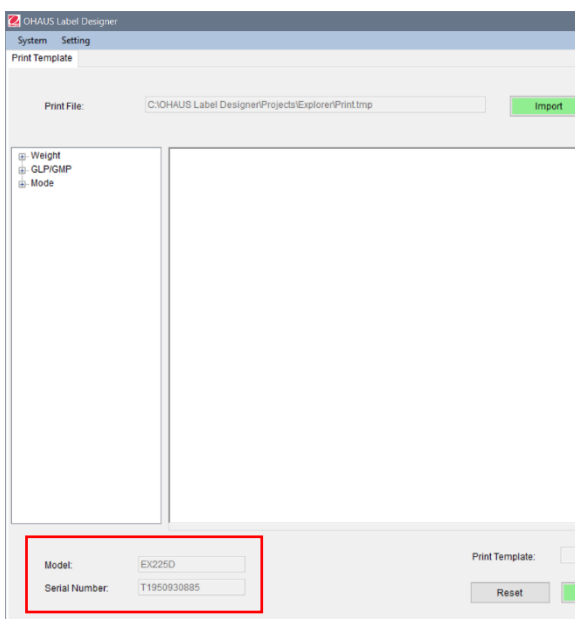 OHAUS Label Designer
System Setting
Print Template
Print File: C:\OHAUS Label Designer\Projects\Explorer\Print.tmp Import
Weight
GLP/GMP
Mode
Model: EX225D
Print Template:
Serial Number: T1950930885
Reset